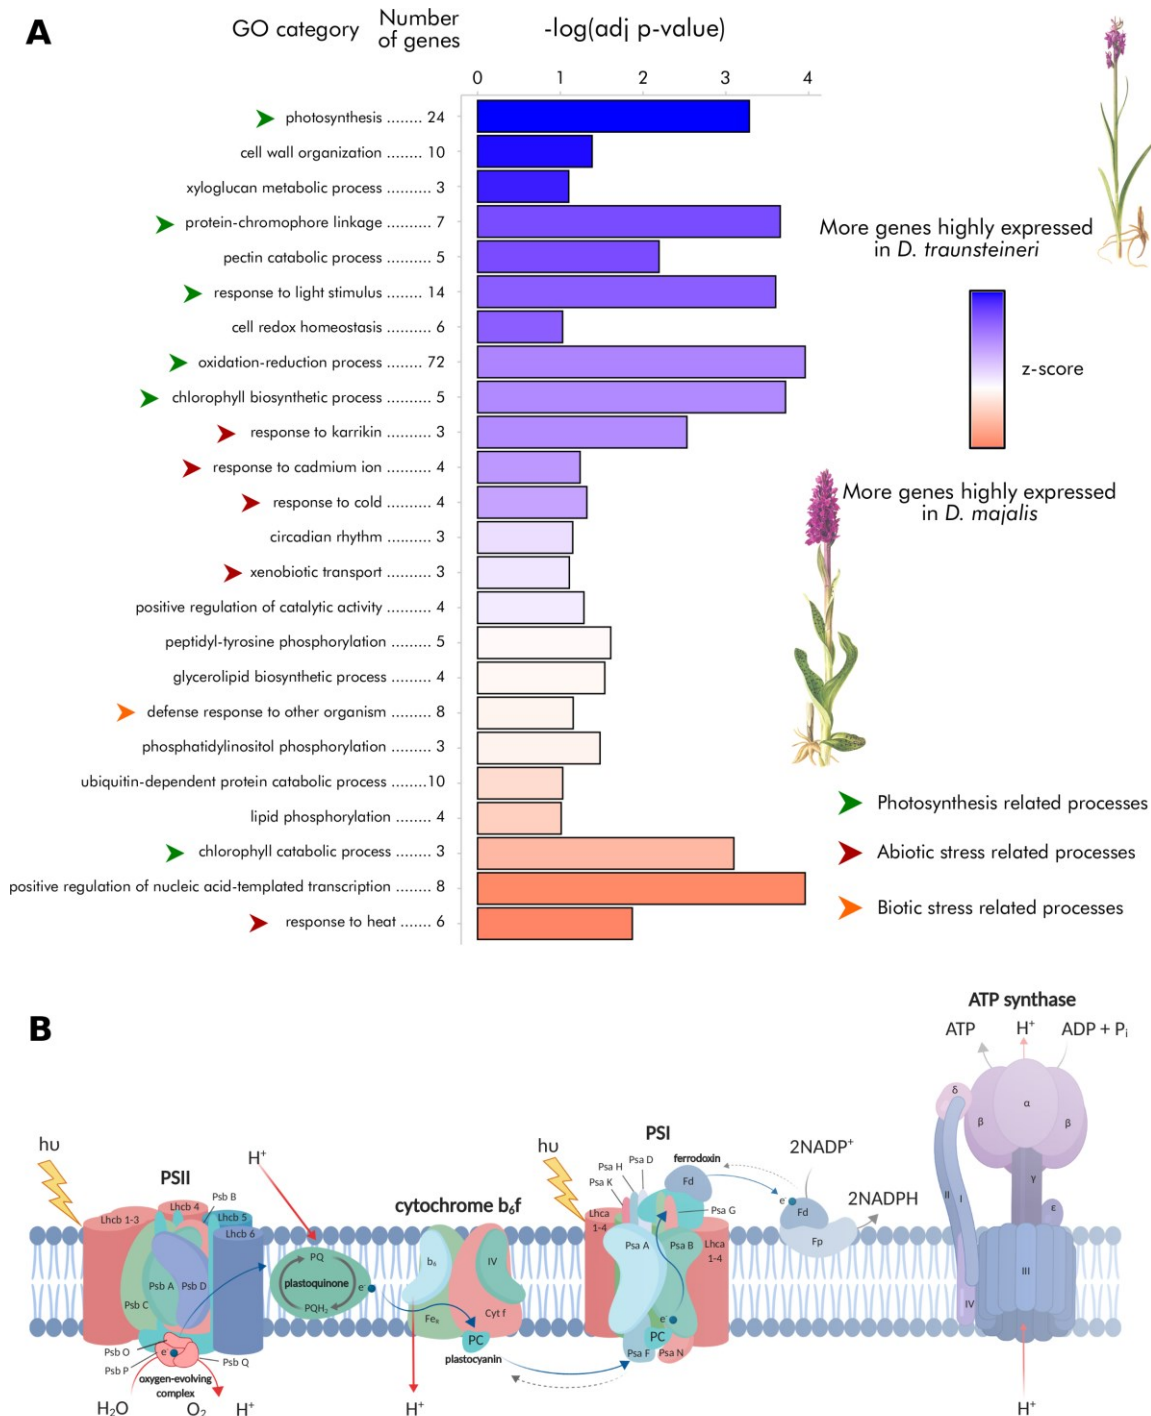 A
GO category
Number
of genes
-log(adj p-value)
0 1 2 3 4
photosynthesis ........ 24
cell wall organization ........ 10
xyloglucan metabolic process .......... 3
protein-chromophore linkage .......... 7
pectin catabolic process .......... 5
response to light stimulus ........ 14
cell redox homeostasis .......... 6
oxidation-reduction process ........ 72
chlorophyll biosynthetic process .......... 5
response to karrikin .......... 3
response to cadmium ion .......... 4
response to cold .......... 4
circadian rhythm .......... 3
xenobiotic transport .......... 3
positive regulation of catalytic activity .......... 4
peptidyl-tyrosine phosphorylation ......... 5
glycerolipid biosynthetic process ......... 4
defense response to other organism ......... 8
phosphatidylinositol phosphorylation ......... 3
ubiquitin-dependent protein catabolic process ........10
lipid phosphorylation ........ 4
chlorophyll catabolic process ........ 3
positive regulation of nucleic acid-templated transcription ........ 8
response to heat ....... 6
More genes highly expressed
in D. traunsteineri
z-score
More genes highly expressed
in D. majalis
Photosynthesis related processes
Abiotic stress related processes
Biotic stress related processes
B
hυ
PSII
Lhcb 1-3
Lhcb 4
Psb B
Lhcb 5
Lhcb 6
Psb A
Psb D
Psb C
Psb O
Psb P
e⁻
Psb Q
oxygen-evolving
complex
H₂O
O₂
H⁺
H⁺
PQ
plastoquinone
PQH₂
e⁻
cytochrome b₆f
b₆
IV
Cyt f
PC
plastocyanin
H⁺
hυ
PSI
Psa H
Psa D
Psa K
ferrodoxin
Fd
Psa G
Lhca
1-4
Psa A
Psa B
Lhca
1-4
e⁻
PC
Psa F
Psa N
2NADP⁺
e⁻
Fd
Fp
2NADPH
ATP synthase
ATP
H⁺
ADP + Pᵢ
δ
α
β
β
γ
II
I
ε
III
IV
H⁺